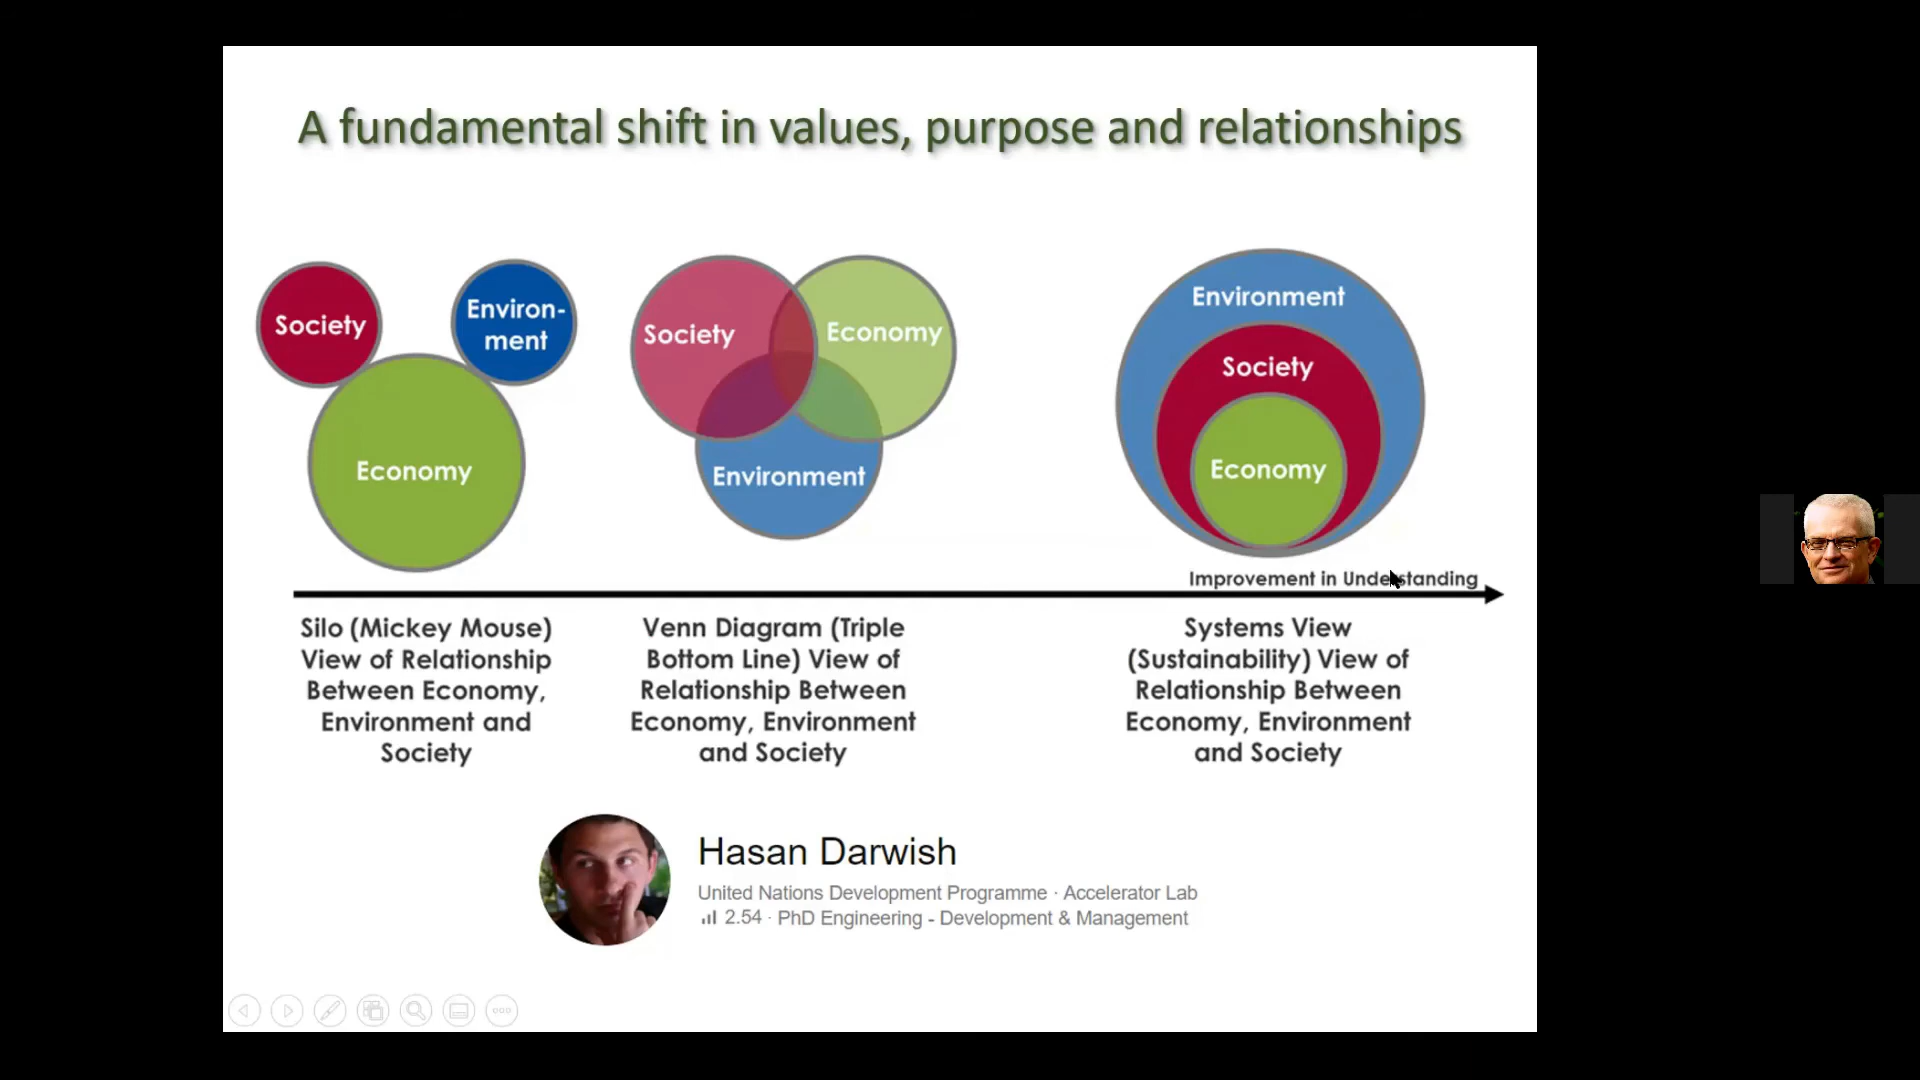 A fundamental shift in values, purpose and relationships
Society
Environ-
ment
Economy
Society
Economy
Environment
Environment
Society
Economy
Improvement in Understanding
Silo (Mickey Mouse)
View of Relationship
Between Economy,
Environment and
Society
Venn Diagram (Triple
Bottom Line) View of
Relationship Between
Economy, Environment
and Society
Systems View
(Sustainability) View of
Relationship Between
Economy, Environment
and Society
Hasan Darwish
United Nations Development Programme · Accelerator Lab
2.54 · PhD Engineering - Development & Management